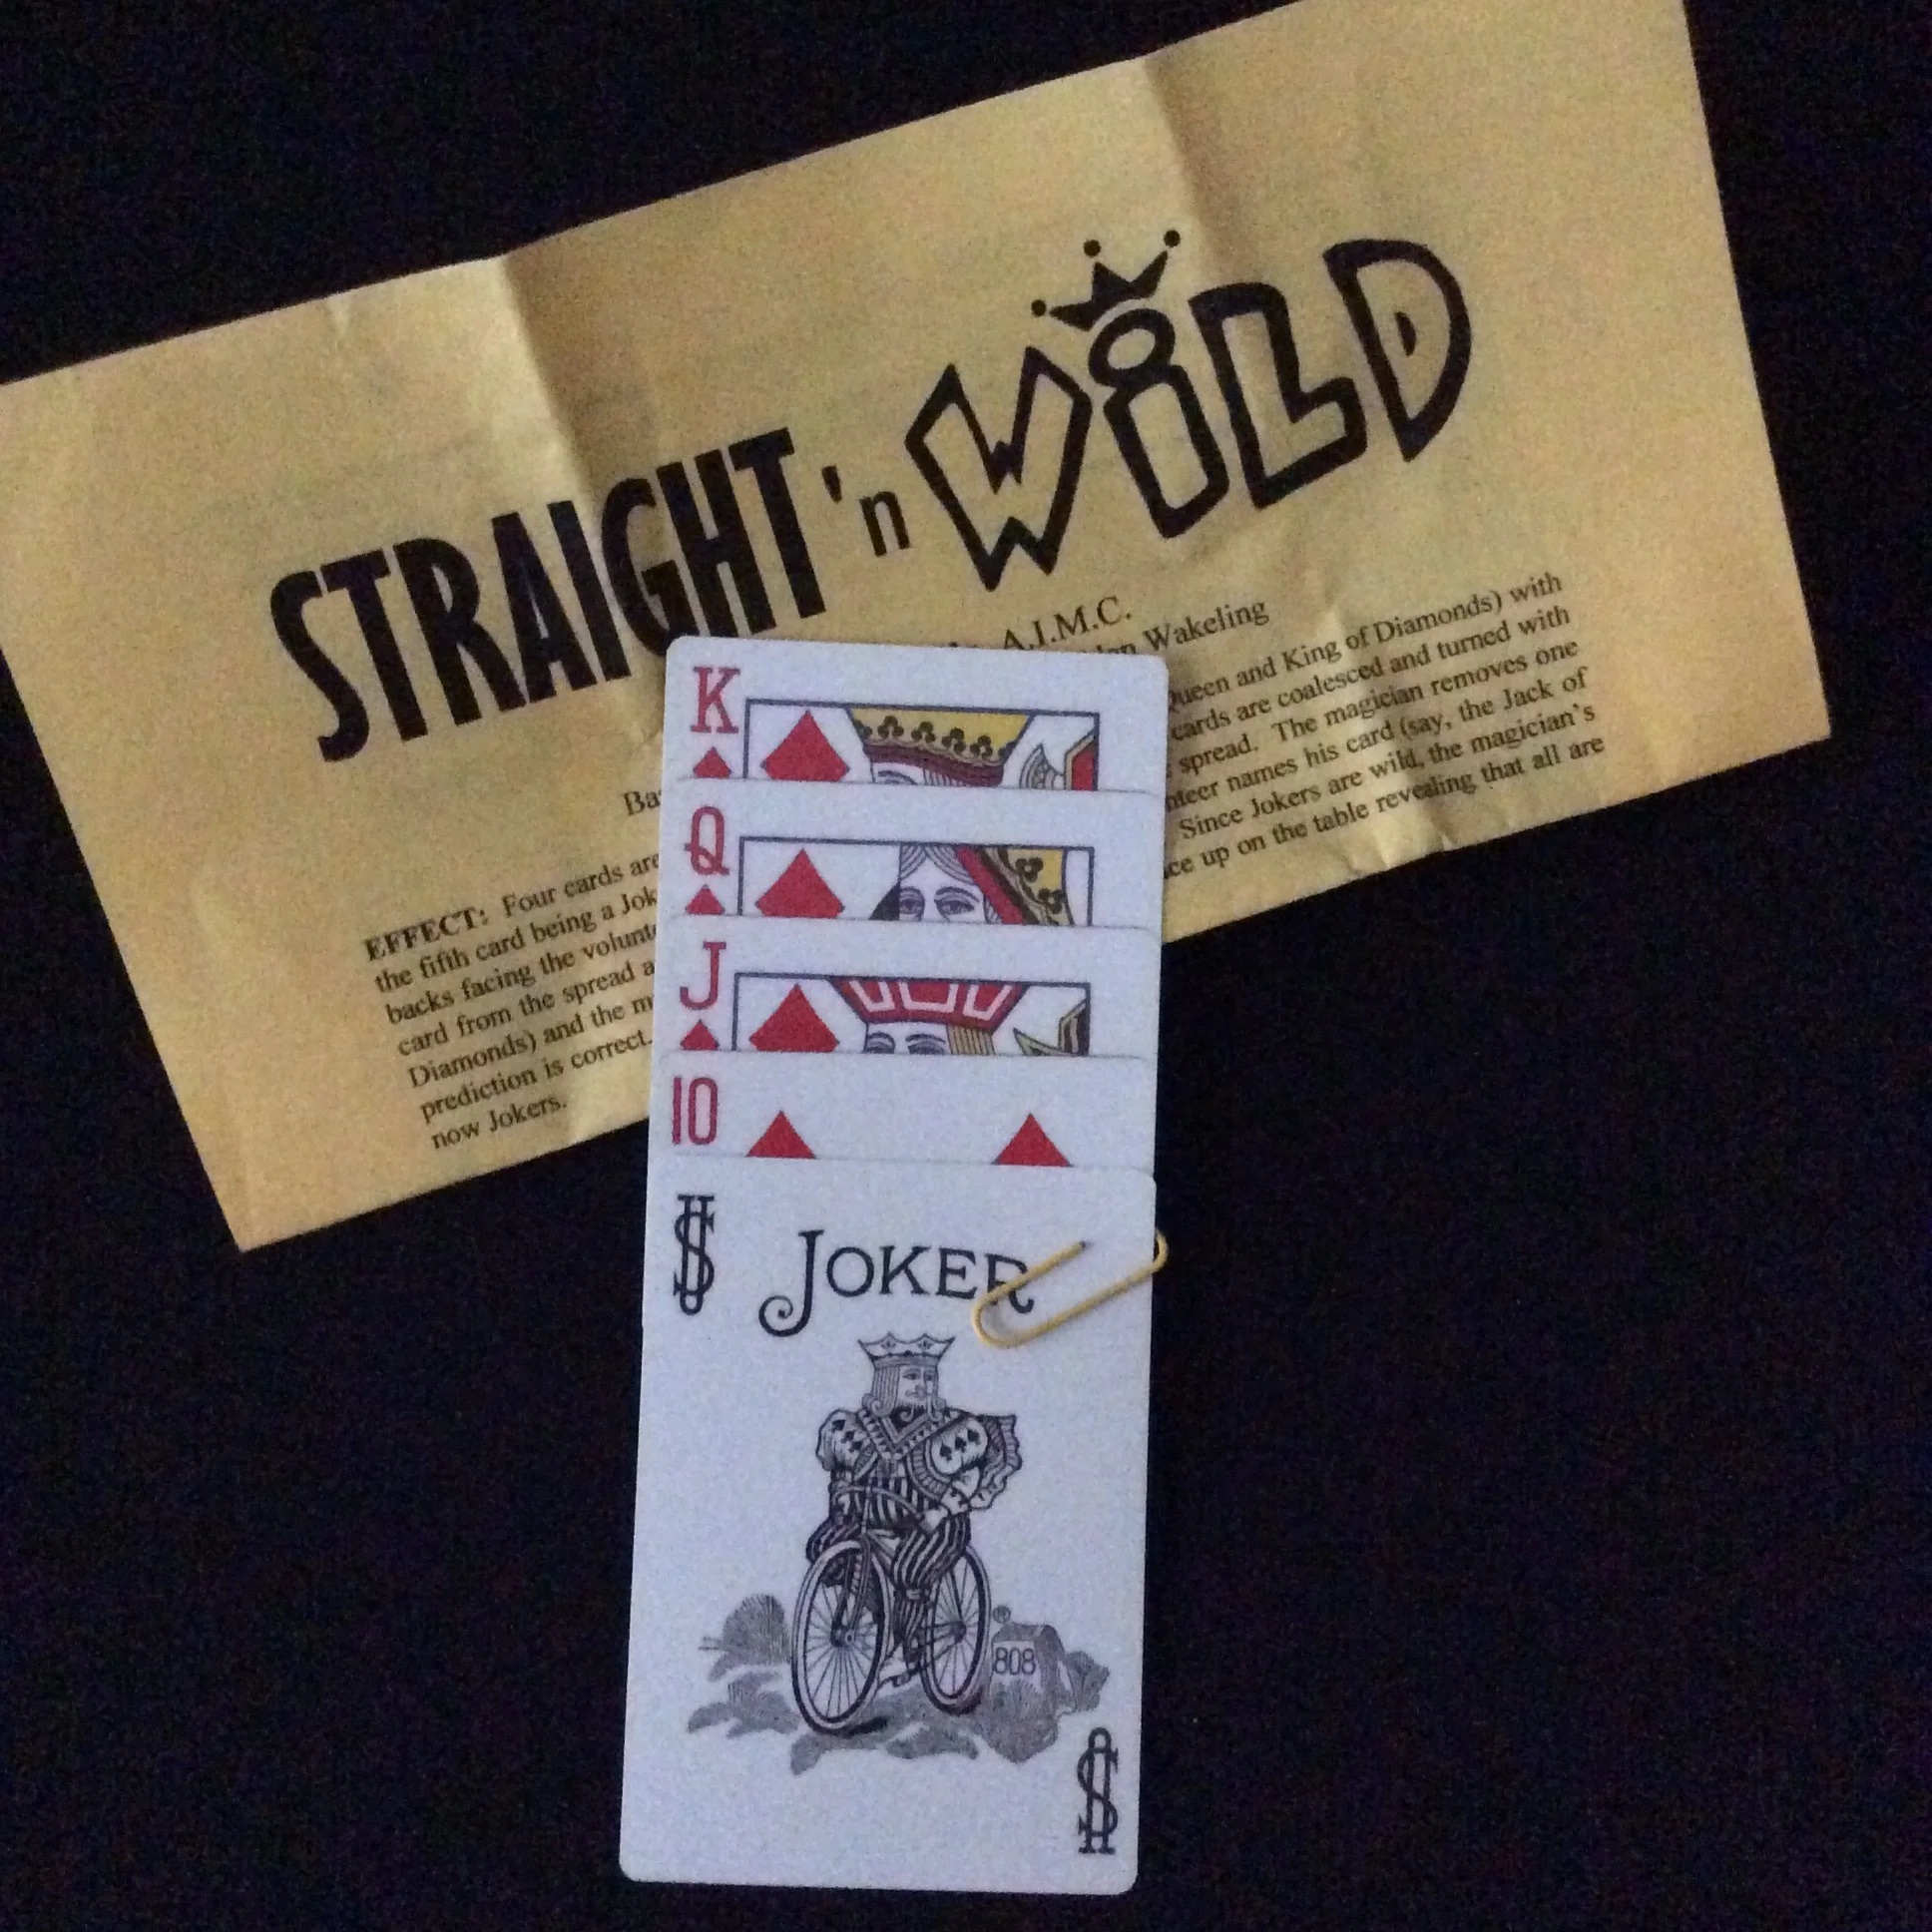 STRAIGHT 'n WiLD
A.I.M.C.
Wakeling
EFFECT: Four cards are Queen and King of Diamonds) with
the fifth card being a cards are coalesced and turned with
backs facing the spread. The magician removes one
card from the spread names his card (say, the Jack of
Diamonds) and the Since Jokers are wild, the magician's
prediction is correct. up on the table revealing that all are
now Jokers.
K
Q
J
10
JOKER
808